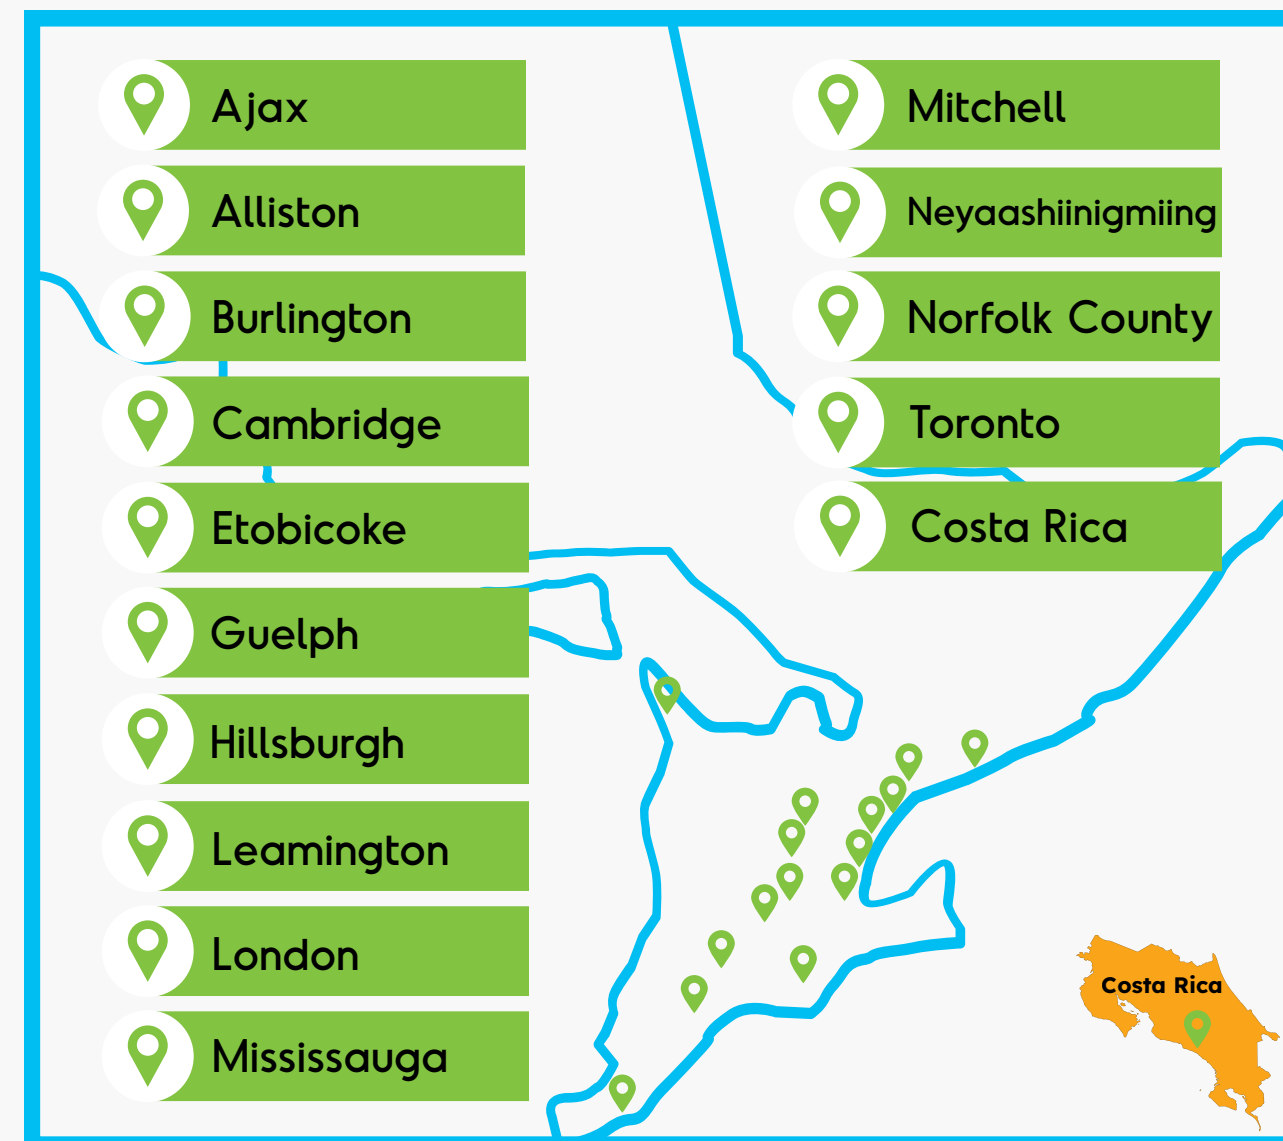 Ajax
Alliston
Burlington
Cambridge
Etobicoke
Guelph
Hillsburgh
Leamington
London
Mississauga
Mitchell
Neyaashiinigmiing
Norfolk County
Toronto
Costa Rica
Costa Rica